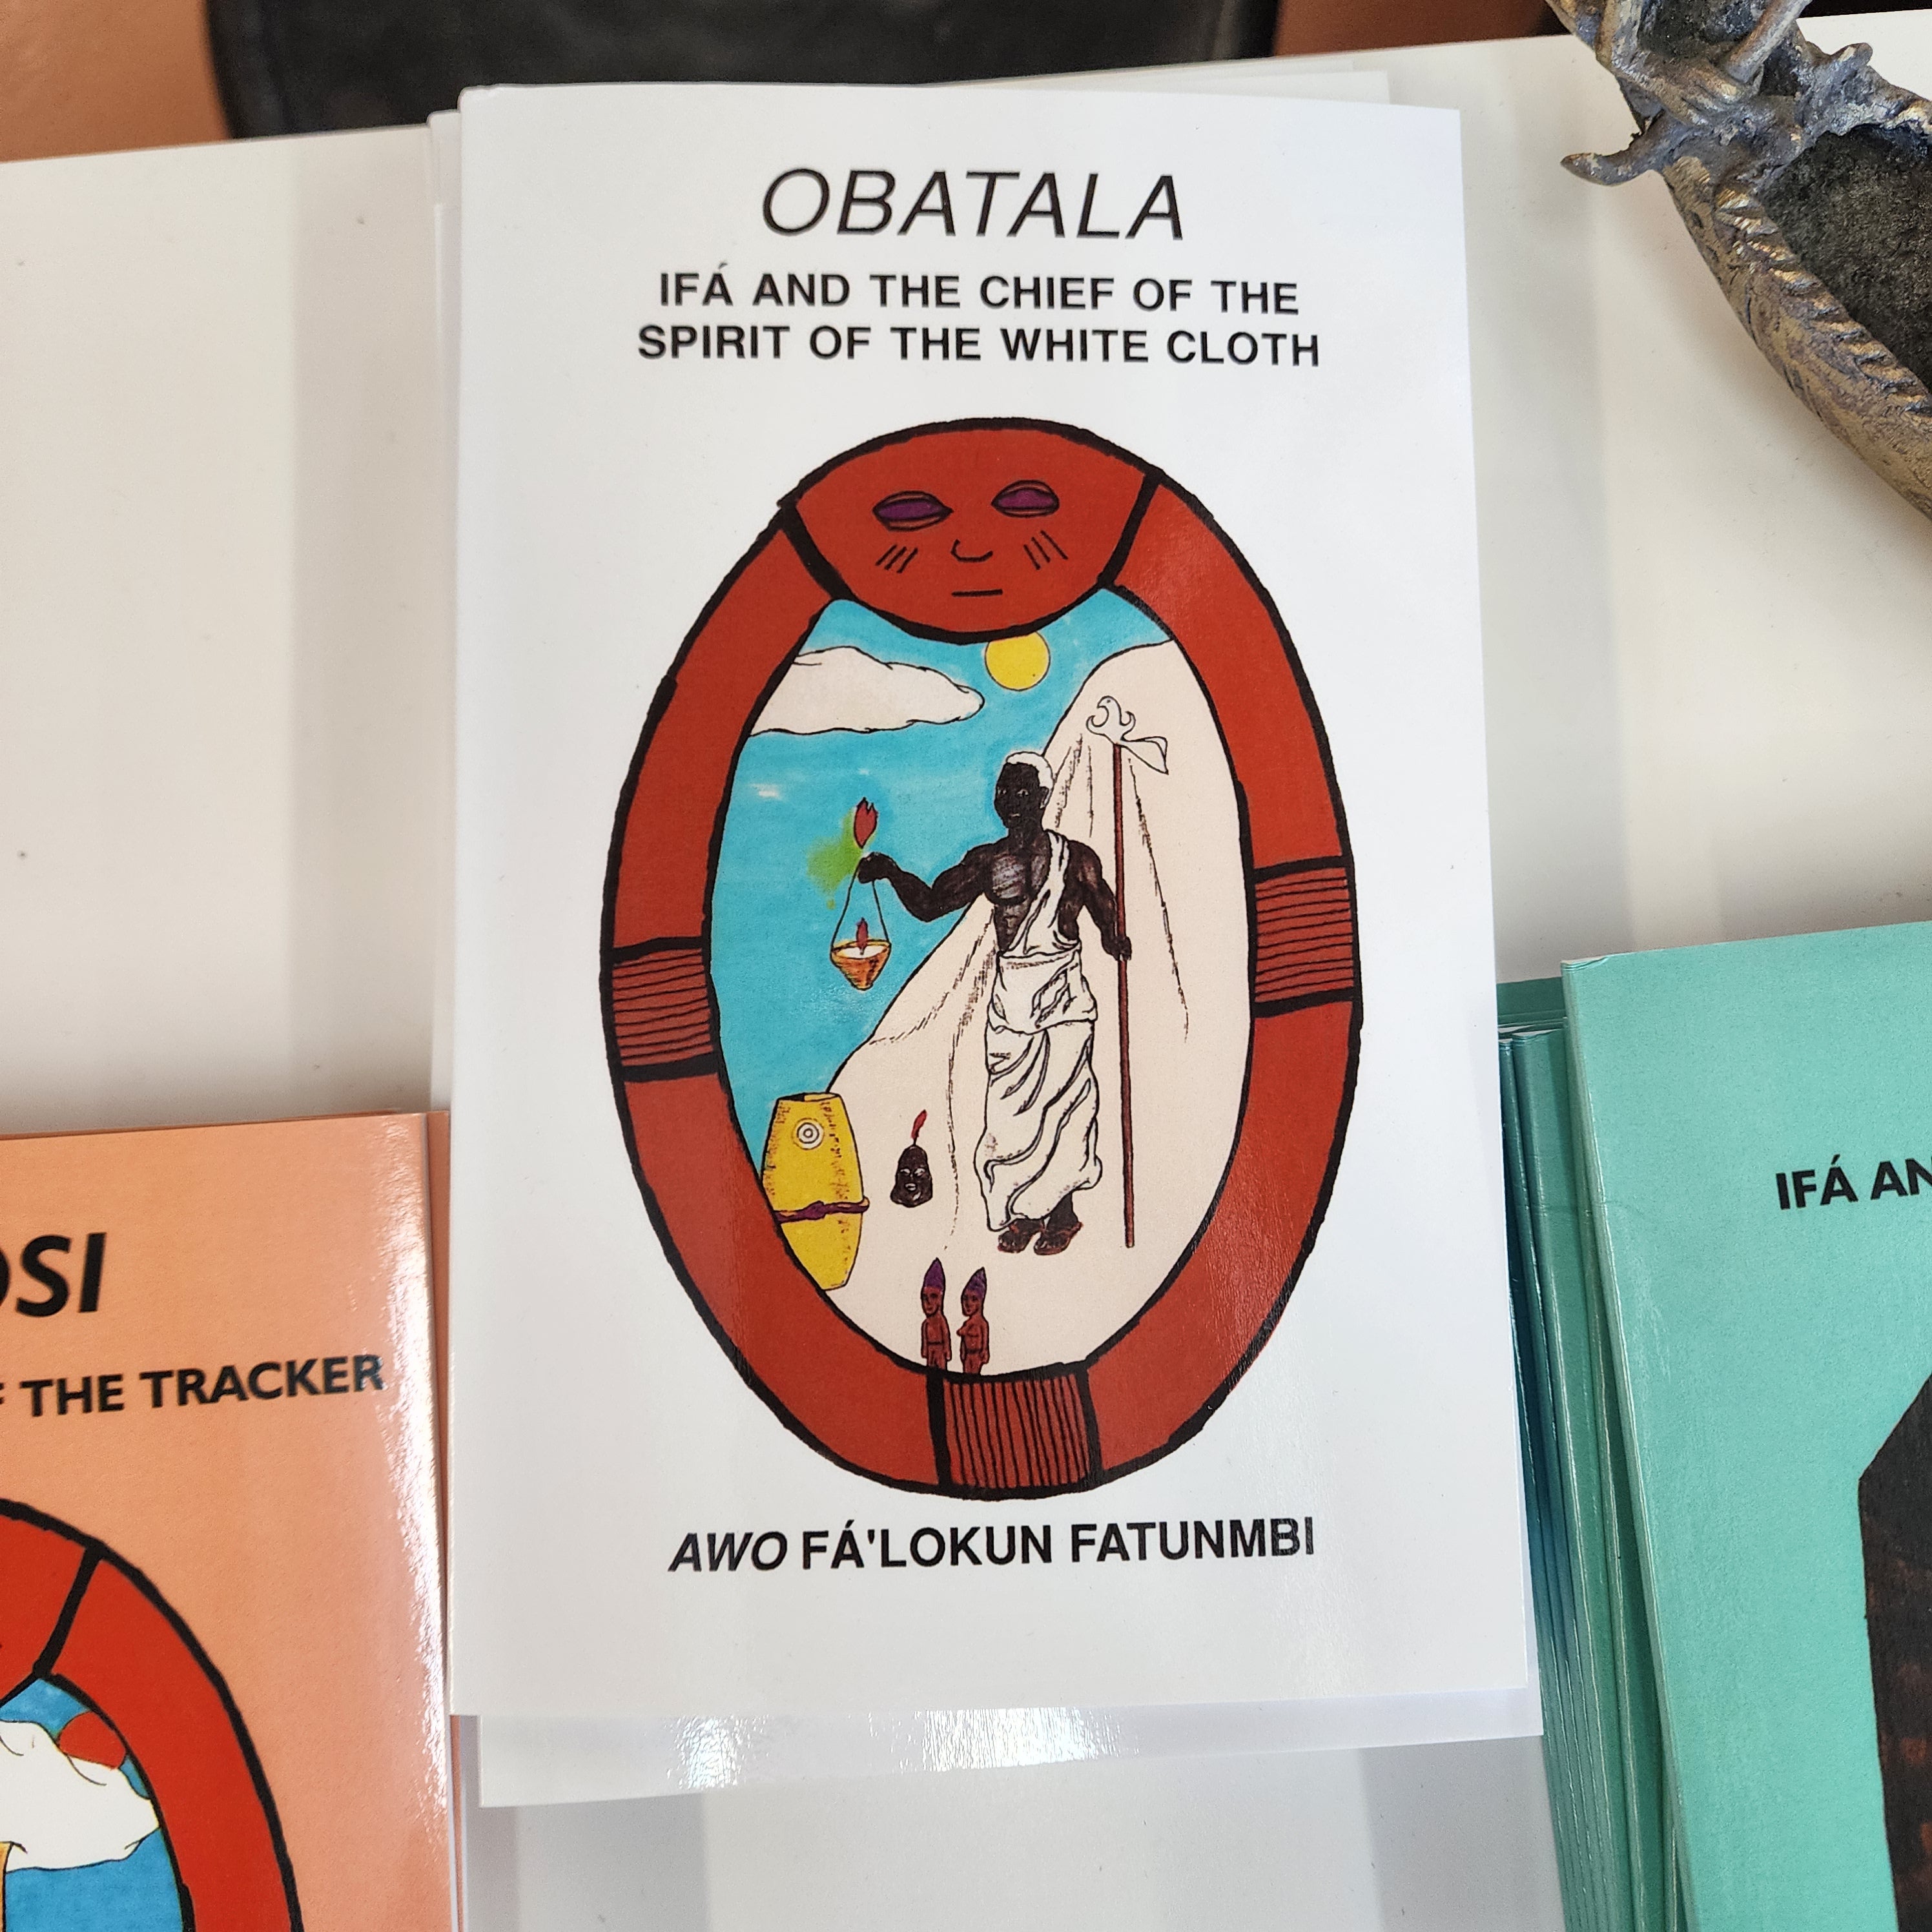 OBATALA
IFÁ AND THE CHIEF OF THE
SPIRIT OF THE WHITE CLOTH
AWO FÁ'LOKUN FATUNMBI
OSI
F THE TRACKER
IFÁ AN